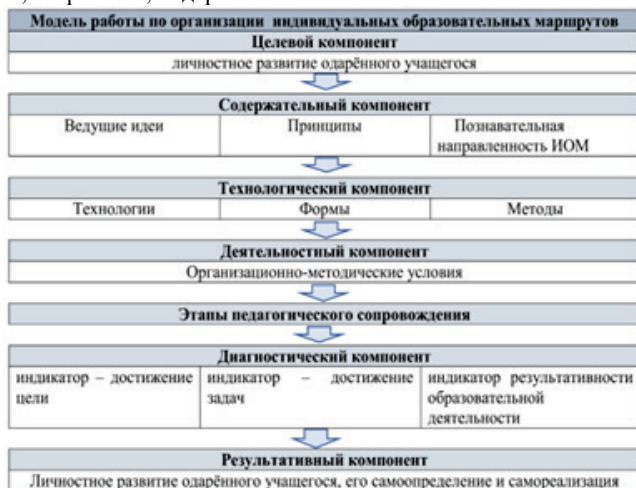 Модель работы по организации индивидуальных образовательных маршрутов
Целевой компонент
личностное развитие одарённого учащегося
Содержательный компонент
Ведущие идеи
Принципы
Познавательная
направленность ИОМ
Технологический компонент
Технологии
Формы
Методы
Деятельностный компонент
Организационно-методические условия
Этапы педагогического сопровождения
Диагностический компонент
индикатор – достижение
цели
индикатор – достижение
задач
индикатор результативности
образовательной
деятельности
Результативный компонент
Личностное развитие одарённого учащегося, его самоопределение и самореализация